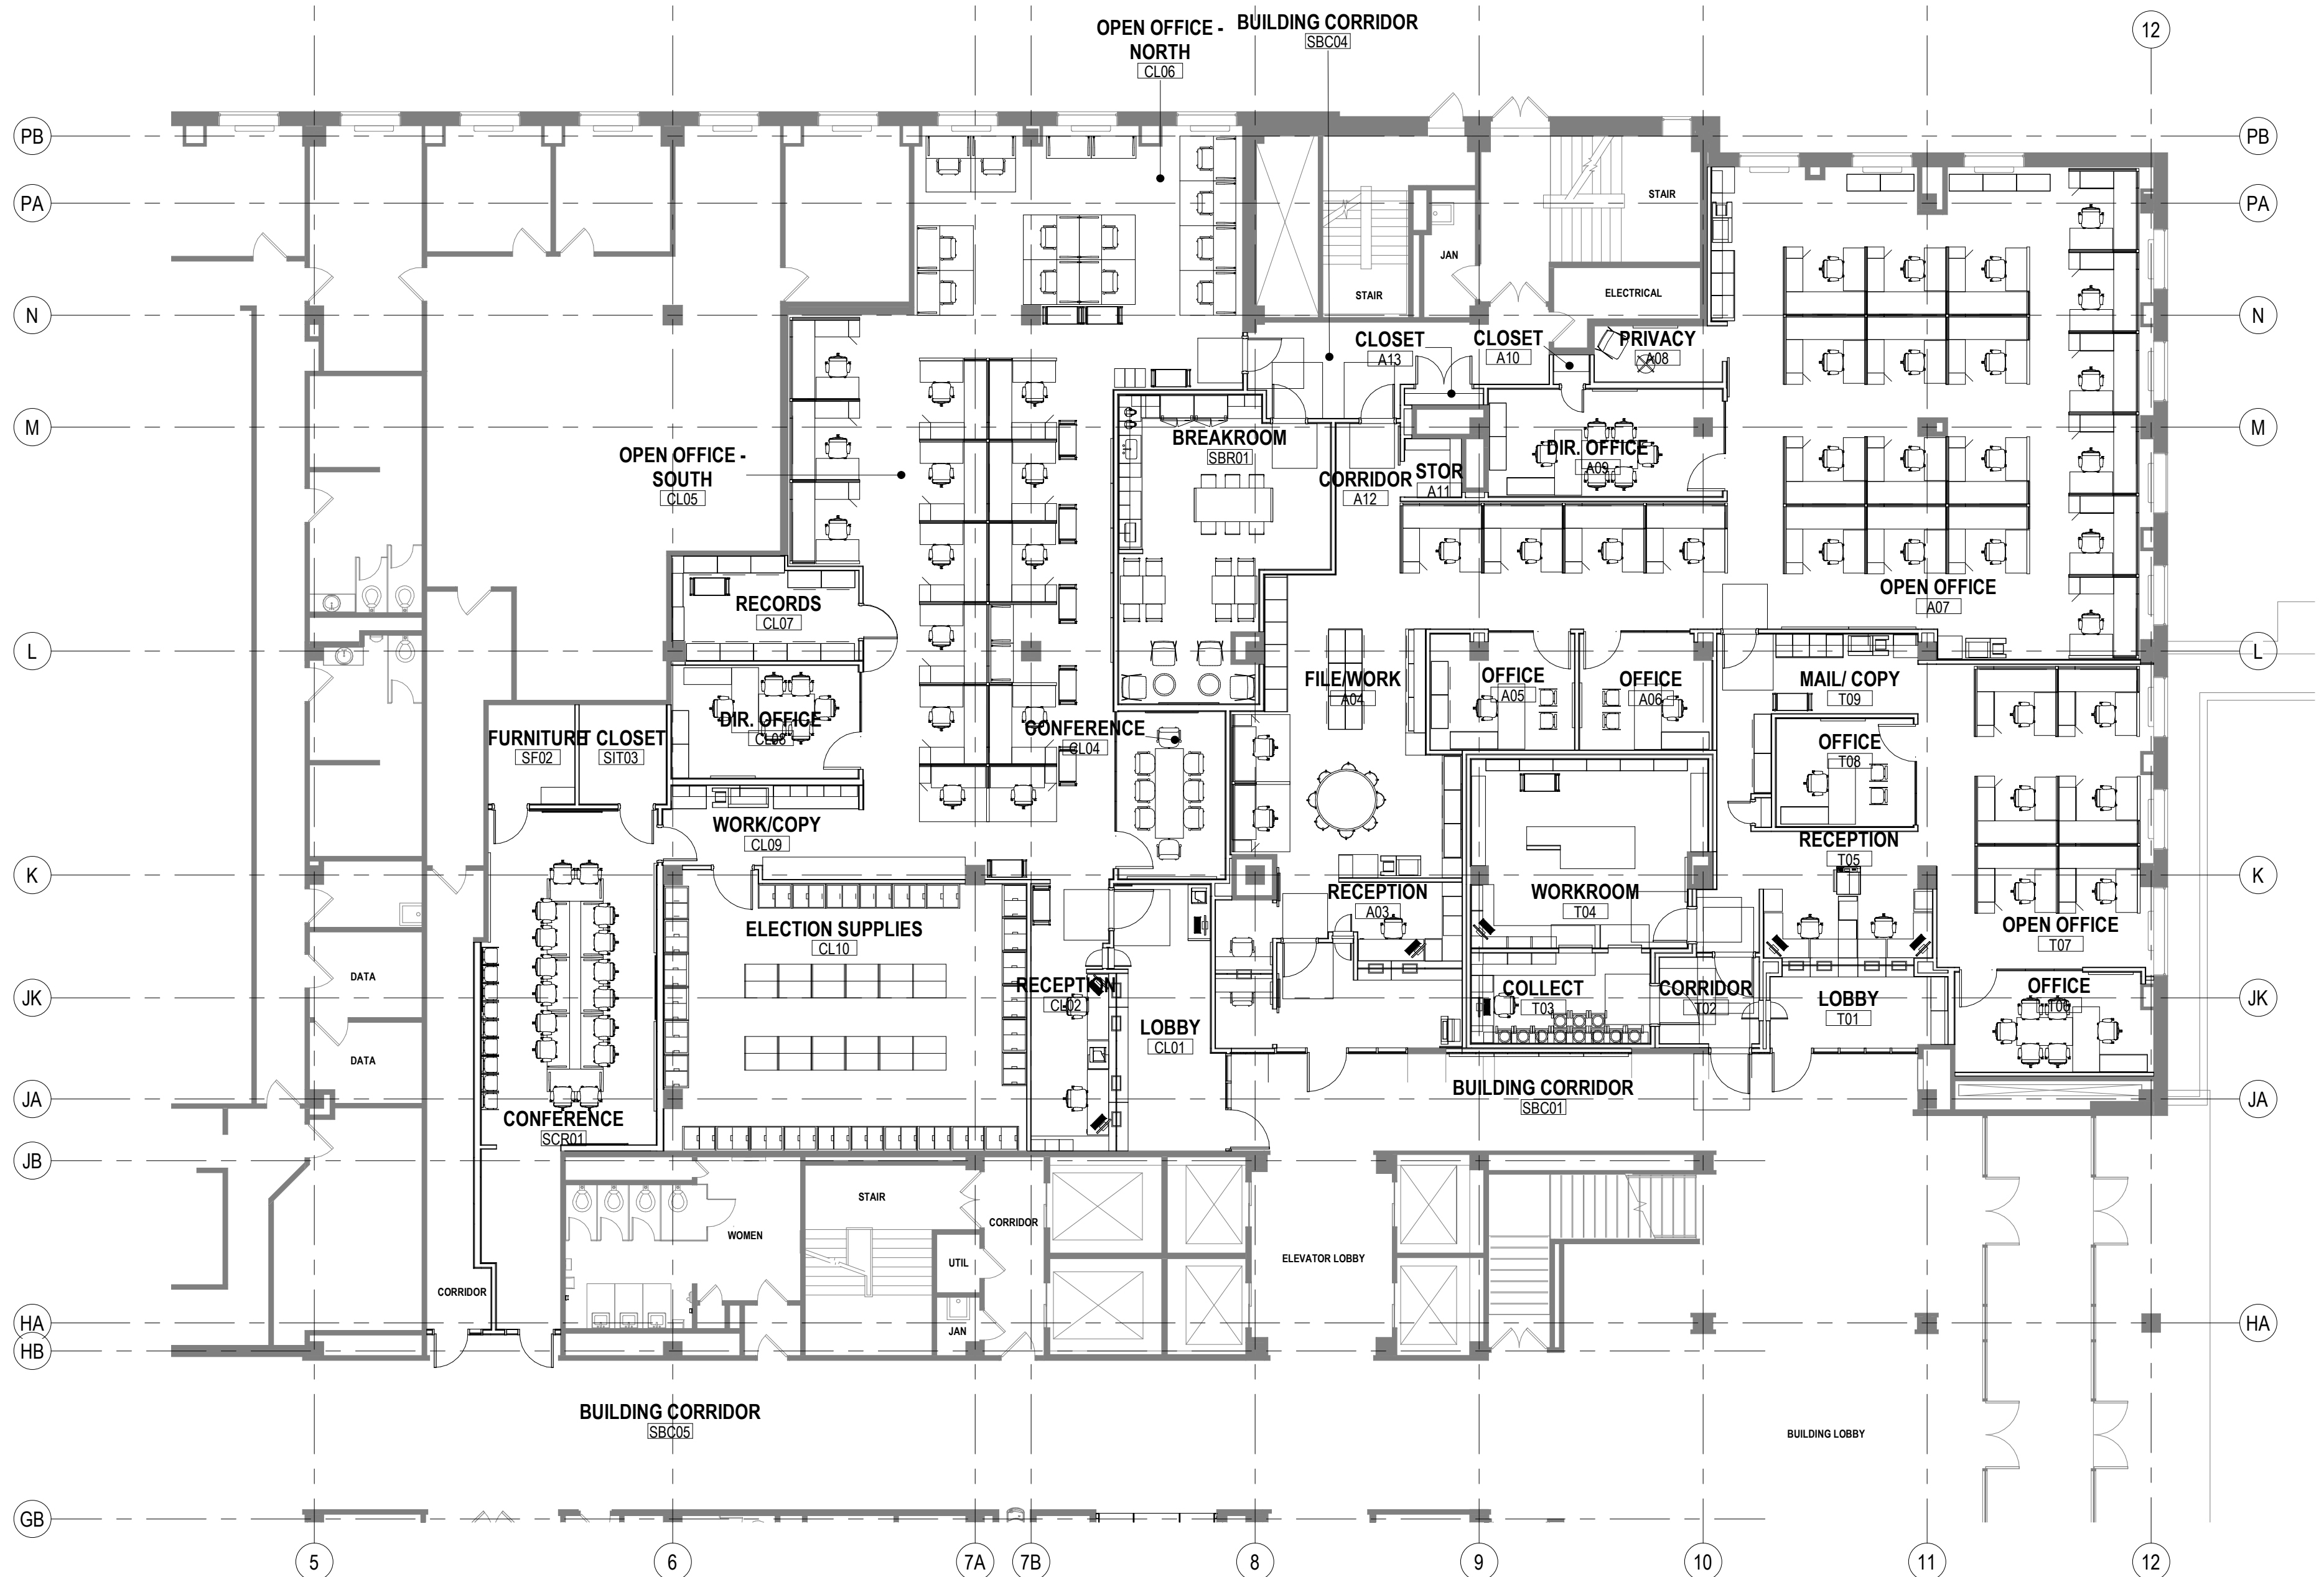 OPEN OFFICE -
NORTH
CL06
BUILDING CORRIDOR
SBC04
12
PB
PB
PA
PA
STAIR
JAN
STAIR
ELECTRICAL
N
N
CLOSET
A13
CLOSET
A10
PRIVACY
A08
M
M
BREAKROOM
SBR01
OPEN OFFICE -
SOUTH
CL05
CORRIDOR
A12
STOR
A11
DIR. OFFICE
A09
OPEN OFFICE
A07
RECORDS
CL07
L
L
FILE/WORK
A04
OFFICE
A05
OFFICE
A06
MAIL/ COPY
T09
DIR. OFFICE
CL08
CONFERENCE
CL04
FURNITURE
SF02
IT CLOSET
SIT03
OFFICE
T08
WORK/COPY
CL09
RECEPTION
T05
K
K
RECEPTION
A03
WORKROOM
T04
ELECTION SUPPLIES
CL10
OPEN OFFICE
T07
DATA
JK
JK
RECEPTION
CL02
COLLECT
T03
CORRIDOR
T02
LOBBY
T01
OFFICE
T06
LOBBY
CL01
DATA
BUILDING CORRIDOR
SBC01
JA
JA
CONFERENCE
SCR01
JB
STAIR
CORRIDOR
WOMEN
UTIL
ELEVATOR LOBBY
CORRIDOR
HA
HA
JAN
HB
BUILDING CORRIDOR
SBC05
BUILDING LOBBY
GB
5
6
7A
7B
8
9
10
11
12